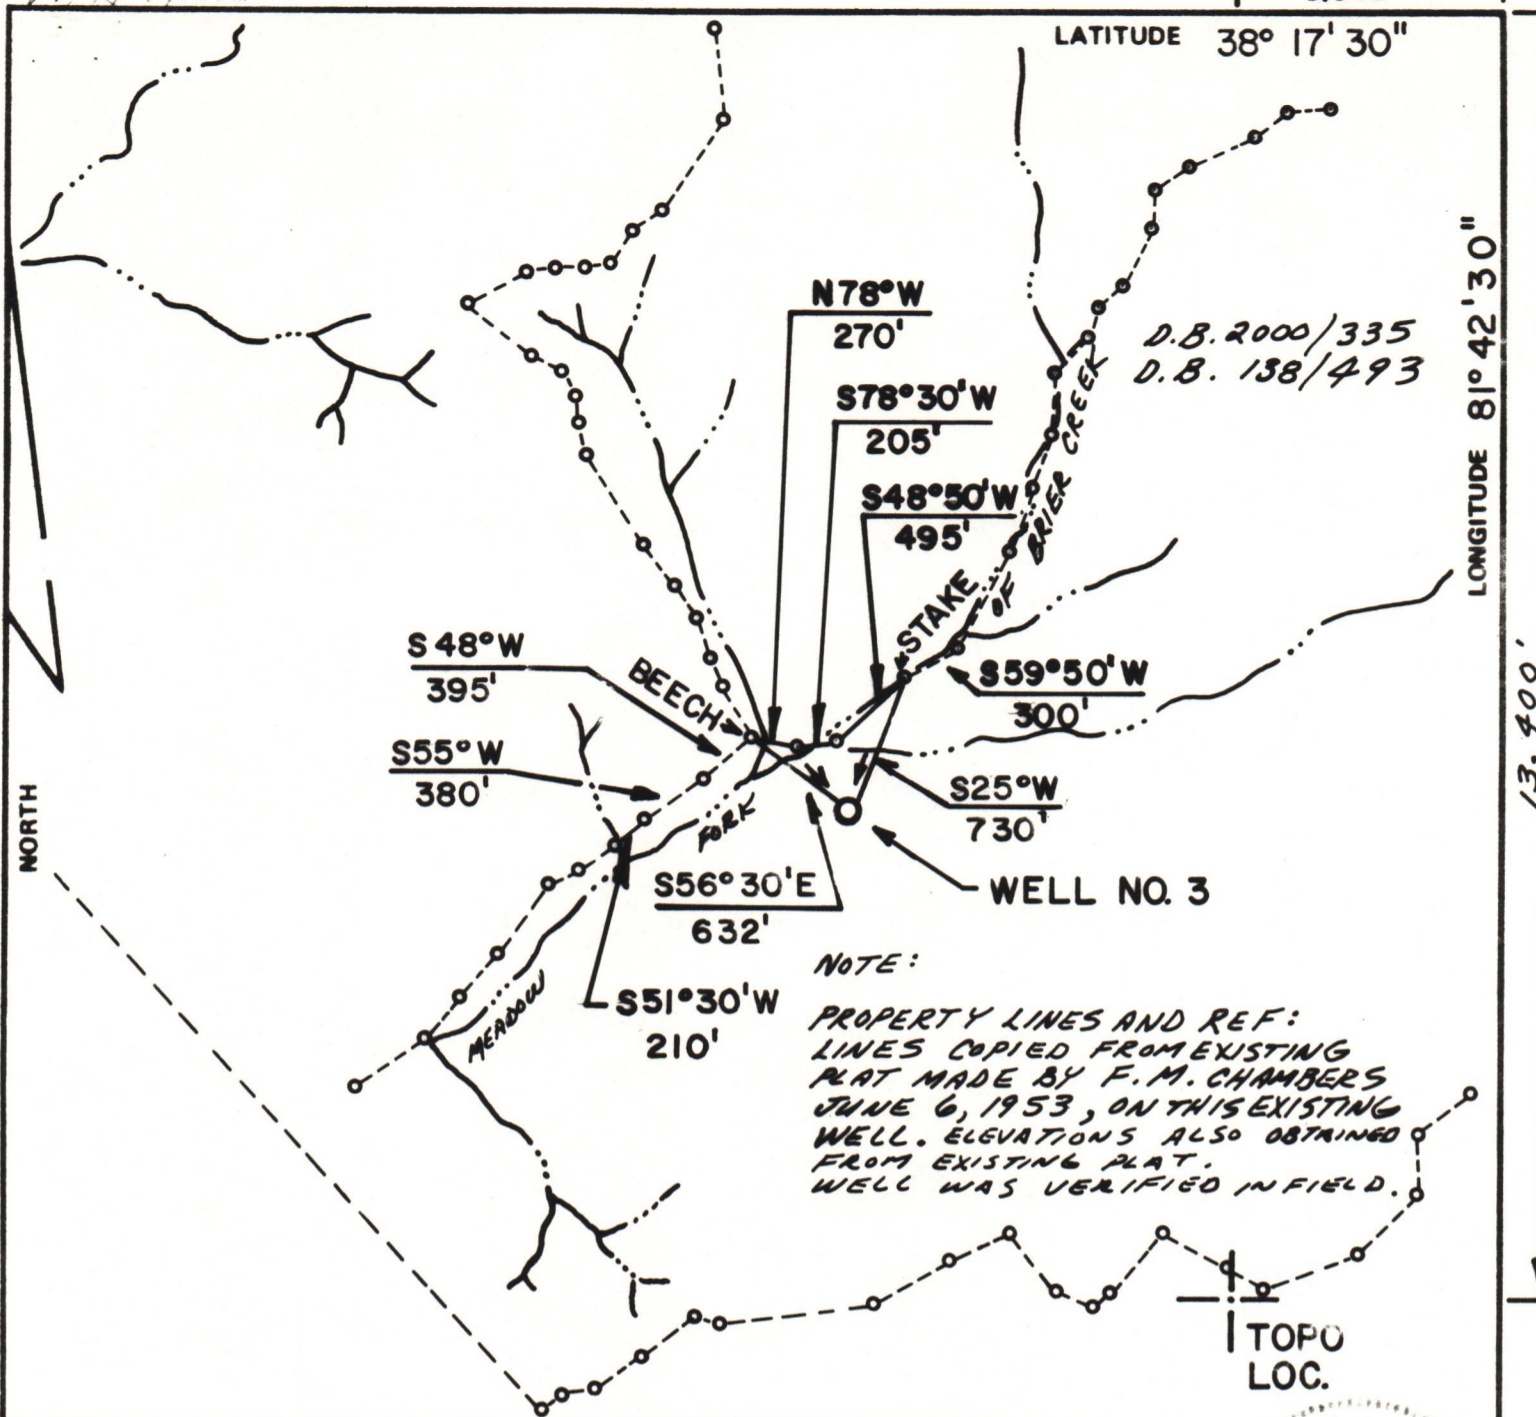 LATITUDE 38° 17' 30"
LONGITUDE 81° 42' 30"
N78°W
270'
D.B. 2000/335
D.B. 138/493
S78°30'W
205'
S48°50'W
495'
STAKE
OF BRIER CREEK
S 48°W
395'
BEECH
S59°50'W
300'
S55°W
380'
S25°W
730'
13,400'
NORTH
FORK
S56°30'E
632'
WELL NO. 3
MEADOW
S51°30'W
210'
NOTE:
PROPERTY LINES AND REF:
LINES COPIED FROM EXISTING
PLAT MADE BY F.M. CHAMBERS
JUNE 6, 1953, ON THIS EXISTING
WELL. ELEVATIONS ALSO OBTAINED
FROM EXISTING PLAT.
WELL WAS VERIFIED IN FIELD.
TOPO
LOC.